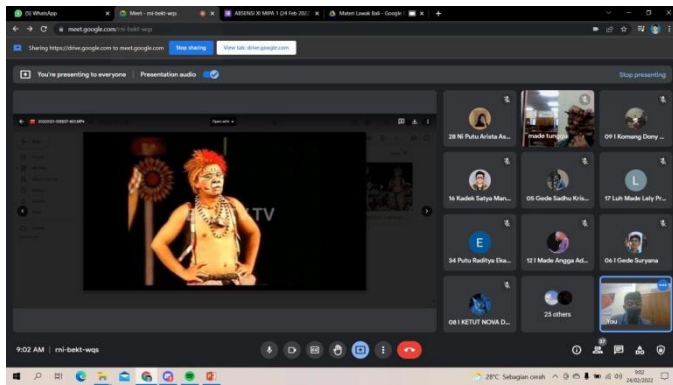 (5) WhatsApp
Meet - rni-bekt-wqs
ABSENSI XI MIPA 1 (24 Feb 202
Materi Lawak Bali - Google
meet.google.com/rni-bekt-wqs
Sharing https://drive.google.com to meet.google.com
Stop sharing
View tab: drive.google.com
You're presenting to everyone
Presentation audio
Stop presenting
Open with
TV
28 Ni Putu Arista As...
made tungga
09 I Komang Dony ...
16 Kadek Satya Man...
05 Gede Sadhu Kris...
L
17 Luh Made Lely Pr...
E
34 Putu Raditya Eka...
12 I Made Angga Ad...
06 I Gede Suryana
08 I KETUT NOVA D...
25 others
You
9:02 AM | rni-bekt-wqs
37
28°C Sebagian cerah
9:02
24/02/2022